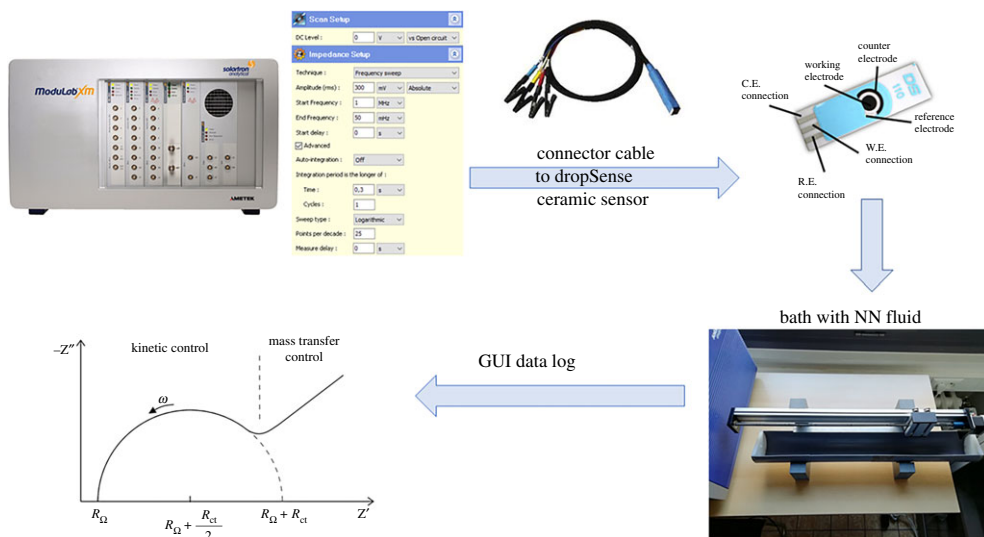 solartron
analytical
ModuLab Xm
AMETEK
Scan Setup
DC Level : 0 V vs Open circuit
Impedance Setup
Technique : Frequency sweep
Amplitude (rms) : 300 mV Absolute
Start Frequency : 1 MHz
End Frequency : 50 mHz
Start delay : 0 s
Advanced
Auto-integration : Off
Integration period is the longer of :
Time : 0,3 s
Cycles : 1
Sweep type : Logarithmic
Points per decade : 25
Measure delay : 0 s
connector cable
to dropSense
ceramic sensor
counter
electrode
working
electrode
C.E.
connection
DS
110
reference
electrode
W.E.
connection
R.E.
connection
bath with NN fluid
GUI data log
–Z″
kinetic control
mass transfer
control
ω
RΩ
RΩ + Rct/2
RΩ + Rct
Z′